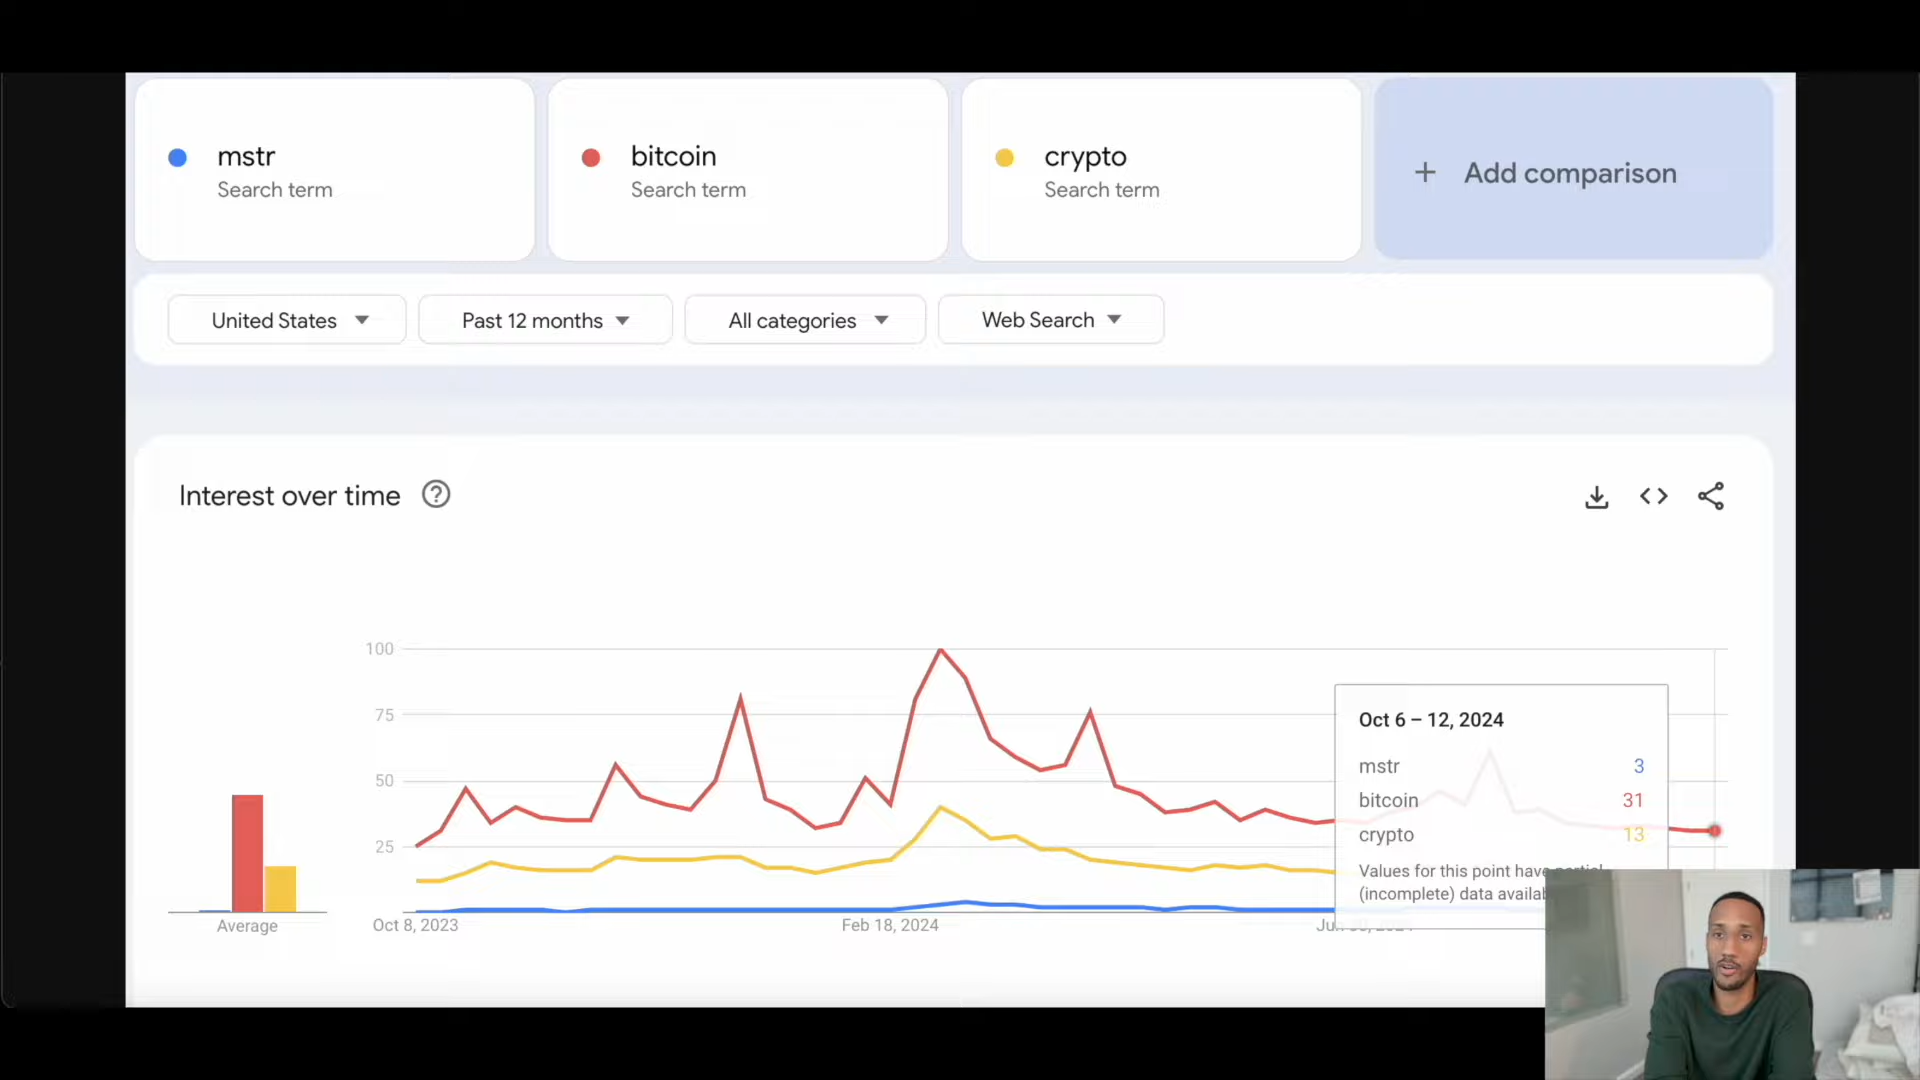 mstr
Search term
bitcoin
Search term
crypto
Search term
+ Add comparison
United States
Past 12 months
All categories
Web Search
Interest over time
100
75
50
25
Average
Oct 8, 2023
Feb 18, 2024
Oct 6 – 12, 2024
mstr 3
bitcoin 31
crypto 13
Values for this point have partial
(incomplete) data